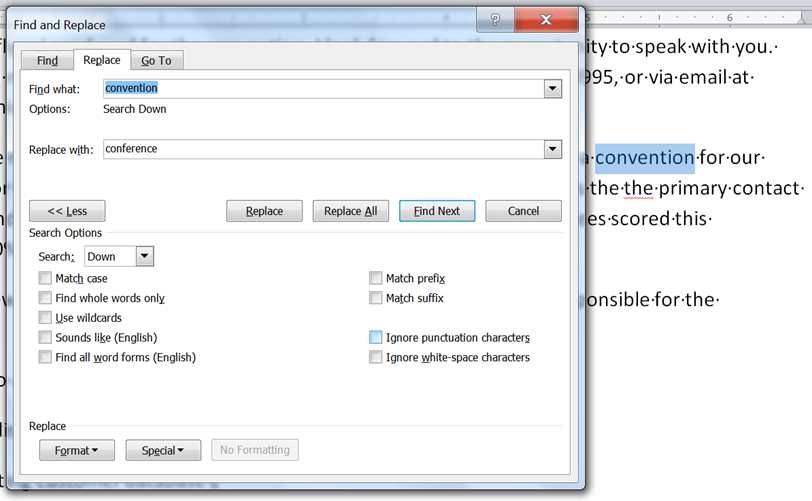 Find and Replace
5 6
Find Replace Go To
ity to speak with you.
Find what: convention
995, or via email at
Options: Search Down
Replace with: conference
a convention for our
the the primary contact
<< Less Replace Replace All Find Next Cancel
es scored this
Search Options
Search: Down
Match case Match prefix
Find whole words only Match suffix
onsible for the
Use wildcards
Sounds like (English) Ignore punctuation characters
Find all word forms (English) Ignore white-space characters
Replace
Format Special No Formatting